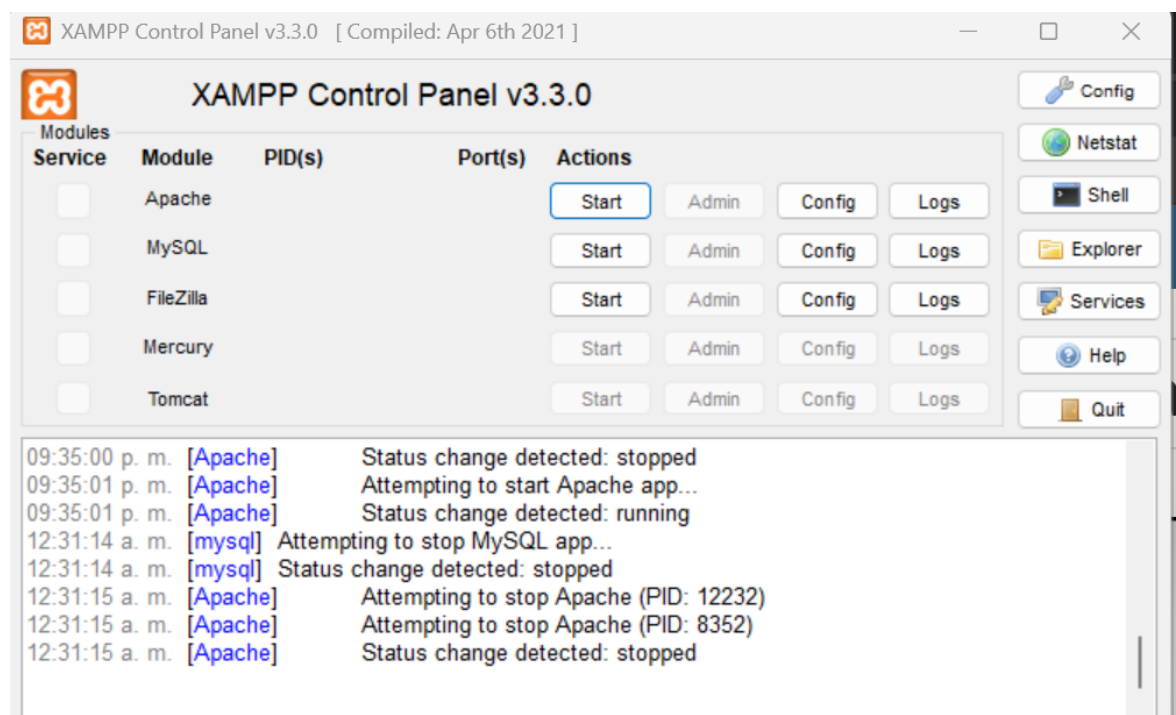 XAMPP Control Panel v3.3.0 [ Compiled: Apr 6th 2021 ]
XAMPP Control Panel v3.3.0
Config
Modules
Service Module PID(s) Port(s) Actions
Netstat
Apache Start Admin Config Logs
Shell
MySQL Start Admin Config Logs
Explorer
FileZilla Start Admin Config Logs
Services
Mercury Start Admin Config Logs
Help
Tomcat Start Admin Config Logs
Quit
09:35:00 p. m. [Apache] Status change detected: stopped
09:35:01 p. m. [Apache] Attempting to start Apache app...
09:35:01 p. m. [Apache] Status change detected: running
12:31:14 a. m. [mysql] Attempting to stop MySQL app...
12:31:14 a. m. [mysql] Status change detected: stopped
12:31:15 a. m. [Apache] Attempting to stop Apache (PID: 12232)
12:31:15 a. m. [Apache] Attempting to stop Apache (PID: 8352)
12:31:15 a. m. [Apache] Status change detected: stopped